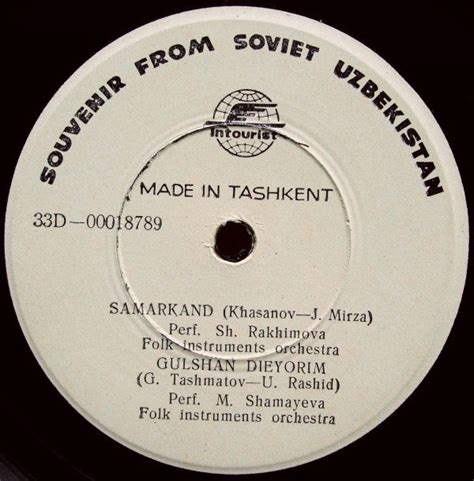 SOUVENIR FROM SOVIET UZBEKISTAN
Intourist
MADE IN TASHKENT
33D—00018789
SAMARKAND (Khasanov—J. Mirza)
Perf. Sh. Rakhimova
Folk instruments orchestra
GULSHAN DIEYORIM
(G. Tashmatov—U. Rashid)
Perf. M. Shamayeva
Folk instruments orchestra